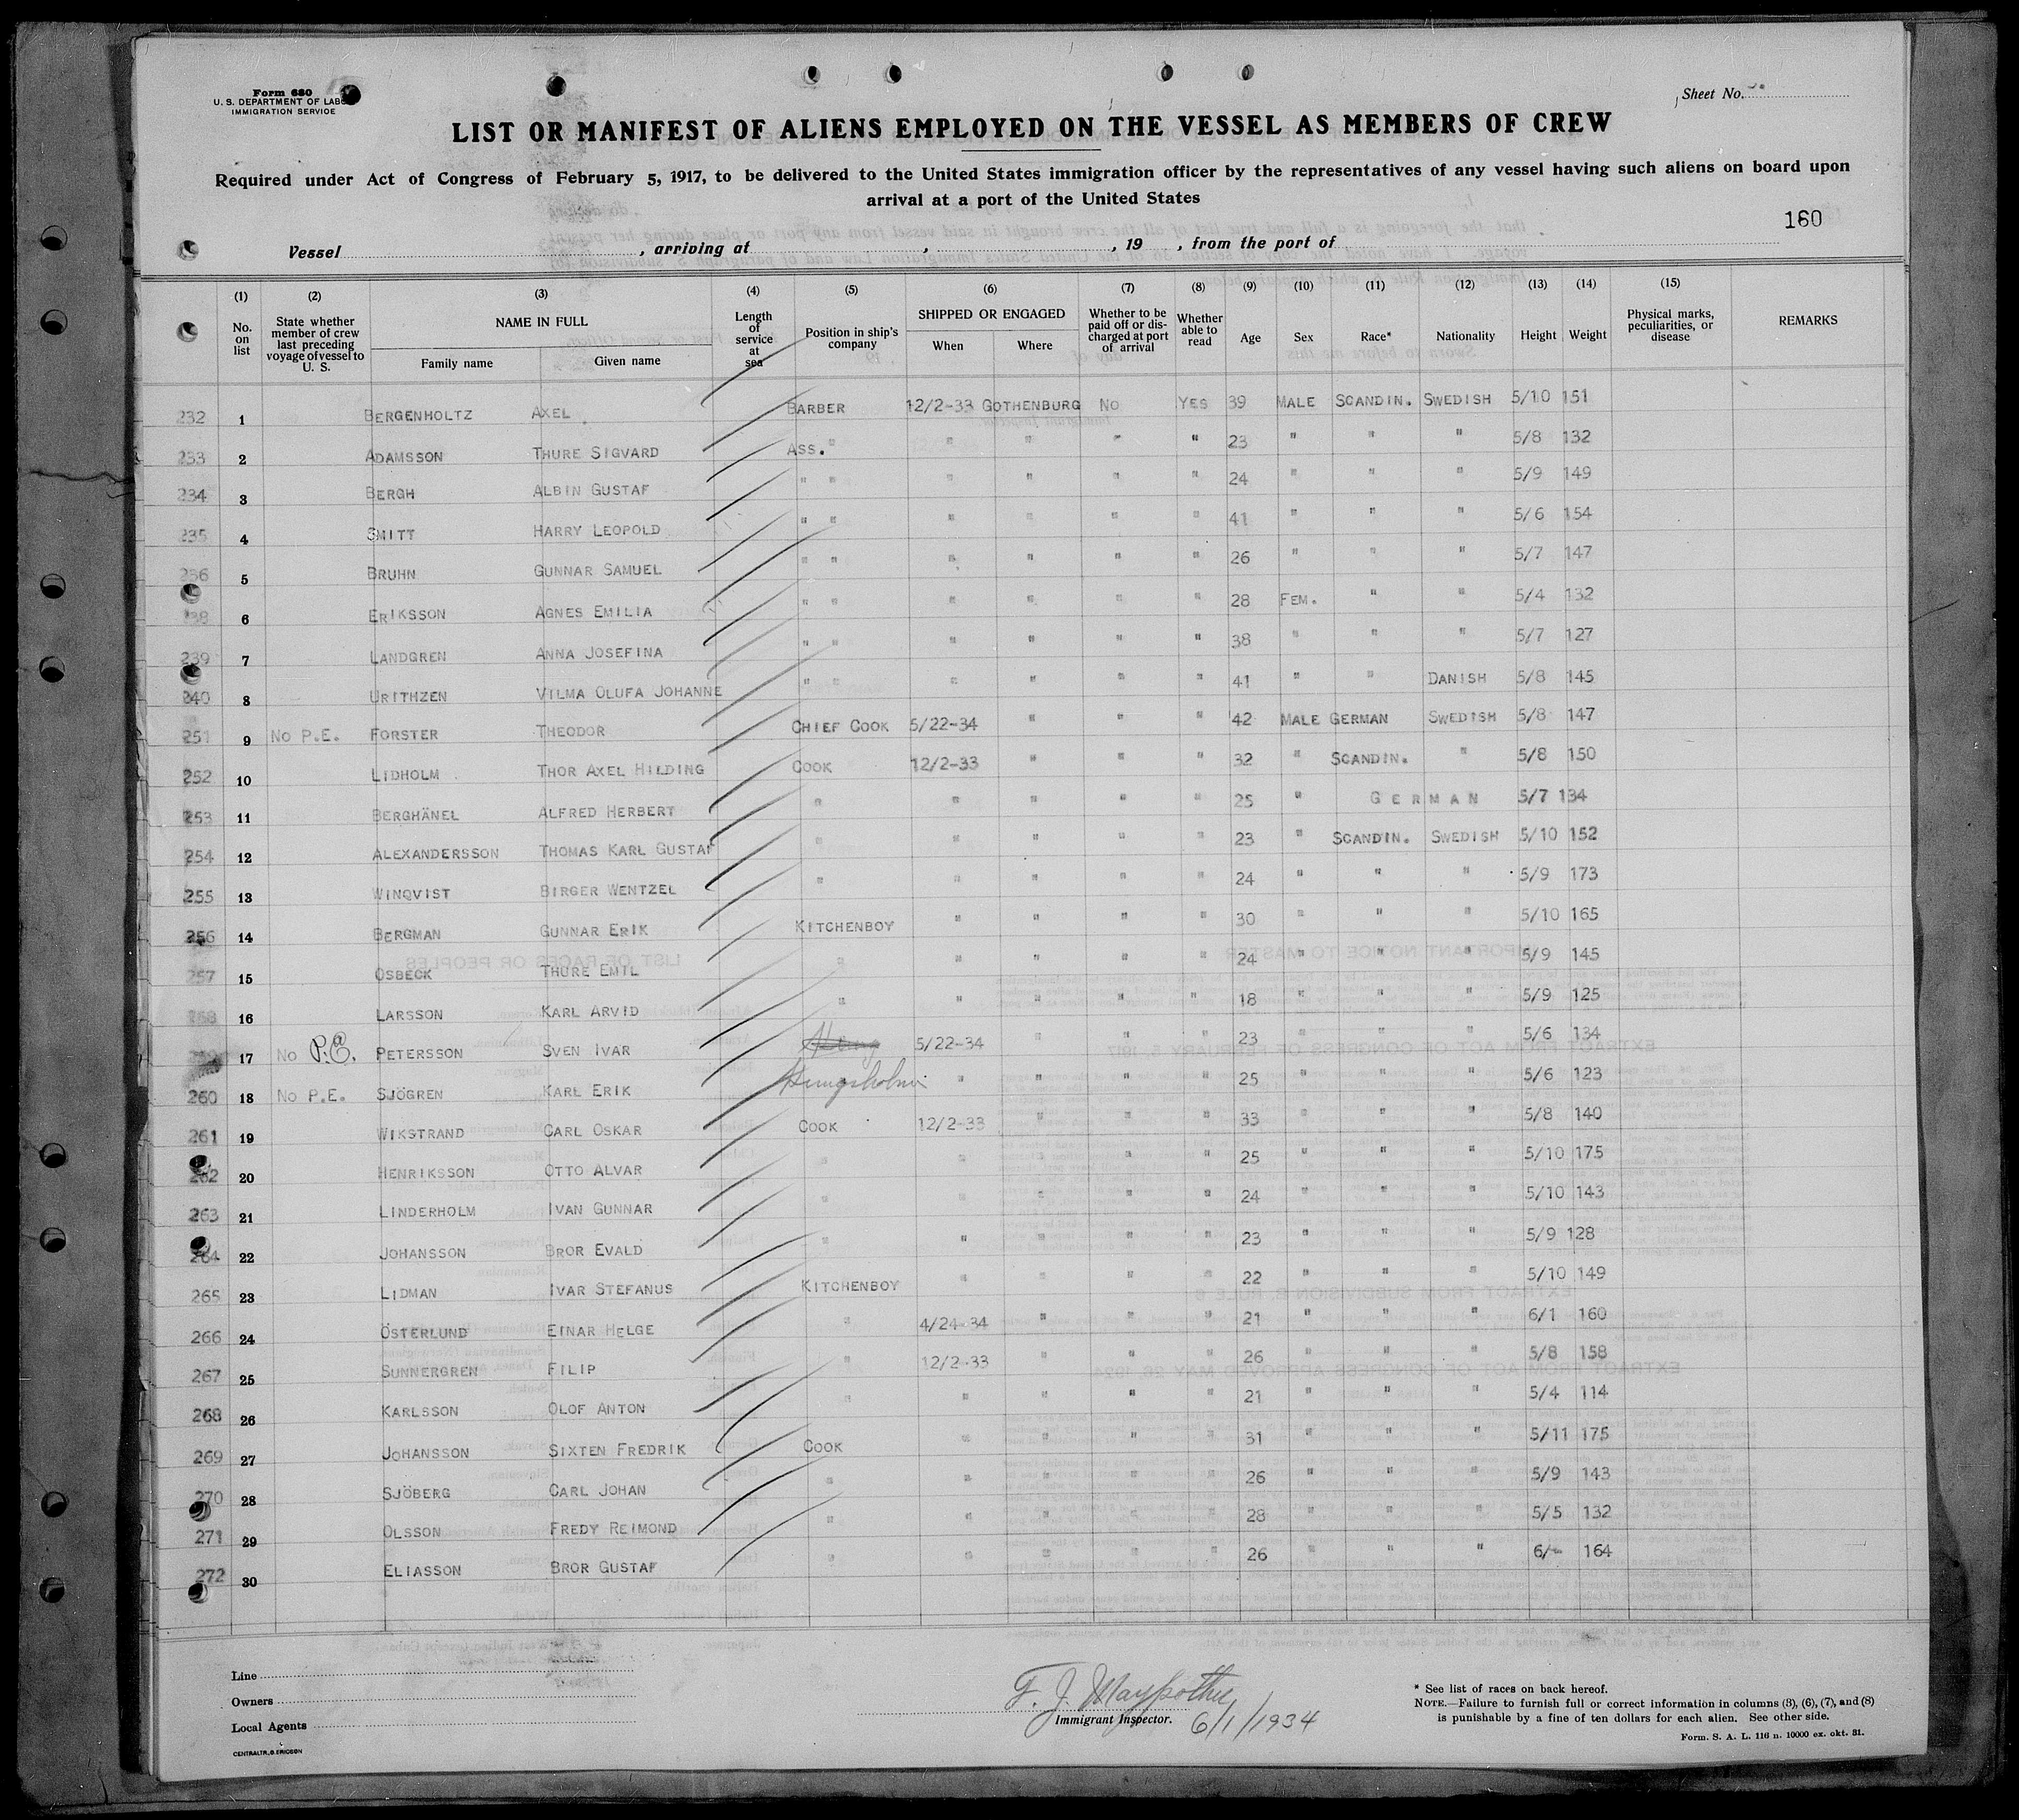 Form 680
U. S. DEPARTMENT OF LABOR
IMMIGRATION SERVICE
Sheet No.
LIST OR MANIFEST OF ALIENS EMPLOYED ON THE VESSEL AS MEMBERS OF CREW
Required under Act of Congress of February 5, 1917, to be delivered to the United States immigration officer by the representatives of any vessel having such aliens on board upon
arrival at a port of the United States
160
Vessel , arriving at , , 19 , from the port of
(1) (2) (3) (4) (5) (6) (7) (8) (9) (10) (11) (12) (13) (14) (15)
No. on list State whether member of crew last preceding voyage of vessel to U. S. NAME IN FULL Family name Given name Length of service at sea Position in ship's company SHIPPED OR ENGAGED When Where Whether to be paid off or discharged at port of arrival Whether able to read Age Sex Race* Nationality Height Weight Physical marks, peculiarities, or disease REMARKS
232 1 BERGENHOLTZ AXEL BARBER 12/2-33 GOTHENBURG NO YES 39 MALE SCANDIN. SWEDISH 5/10 151
233 2 ADAMSSON THURE SIGVARD ASS. " " " " " 23 " " " 5/8 132
234 3 BERGH ALBIN GUSTAF " " " " " " 24 " " " 5/9 149
235 4 SMITT HARRY LEOPOLD " " " " " " 41 " " " 5/6 154
236 5 BRUHN GUNNAR SAMUEL " " " " " " 26 " " " 5/7 147
238 6 ERIKSSON AGNES EMILIA " " " " " " 28 FEM. " " 5/4 132
239 7 LANDGREN ANNA JOSEFINA " " " " " " 38 " " " 5/7 127
240 8 URITHZEN VILMA OLUFA JOHANNE " " " " " " 41 " " DANISH 5/8 145
251 9 NO P.E. FORSTER THEODOR CHIEF COOK 5/22-34 " " " 42 MALE GERMAN SWEDISH 5/8 147
252 10 LIDHOLM THOR AXEL HILDING COOK 12/2-33 " " " 32 " SCANDIN. " 5/8 150
253 11 BERGHÄNEL ALFRED HERBERT " " " " " 25 " GERMAN 5/7 134
254 12 ALEXANDERSSON THOMAS KARL GUSTAF " " " " " 23 " SCANDIN. SWEDISH 5/10 152
255 13 WINQVIST BIRGER WENTZEL " " " " " 24 " " " 5/9 173
256 14 BERGMAN GUNNAR ERIK KITCHENBOY " " " " 30 " " " 5/10 165
257 15 OSBECK THURE EMIL " " " " " 24 " " " 5/9 145
258 16 LARSSON KARL ARVID " " " " " 18 " " " 5/9 125
17 NO P.E. PETERSSON SVEN IVAR 5/22-34 " " " 23 " " " 5/6 134
260 18 NO P.E. SJÖGREN KARL ERIK " " " " 25 " " " 5/6 123
261 19 WIKSTRAND CARL OSKAR COOK 12/2-33 " " " 33 " " " 5/8 140
262 20 HENRIKSSON OTTO ALVAR " " " " " 25 " " " 5/10 175
263 21 LINDERHOLM IVAN GUNNAR " " " " " 24 " " " 5/10 143
264 22 JOHANSSON BROR EVALD " " " " " 23 " " " 5/9 128
265 23 LIDMAN IVAR STEFANUS KITCHENBOY " " " " 22 " " " 5/10 149
266 24 ÖSTERLUND EINAR HELGE " 4/24-34 " " " 21 " " " 6/1 160
267 25 SUNNERGREN FILIP " 12/2-33 " " " 26 " " " 5/8 158
268 26 KARLSSON OLOF ANTON " " " " " 21 " " " 5/4 114
269 27 JOHANSSON SIXTEN FREDRIK COOK " " " " 31 " " " 5/11 175
270 28 SJÖBERG CARL JOHAN " " " " " 26 " " " 5/9 143
271 29 OLSSON FREDY REIMOND " " " " " 28 " " " 5/5 132
272 30 ELIASSON BROR GUSTAF " " " " " 26 " " " 6/- 164
Line
Owners
Local Agents
CENTRALTR, G. ERICSON
F. J.
Immigrant Inspector. 6/1/1934
* See list of races on back hereof.
NOTE.—Failure to furnish full or correct information in columns (3), (6), (7), and (8)
is punishable by a fine of ten dollars for each alien. See other side.
Form. S. A. L. 116 n. 10000 ex. okt. 31.